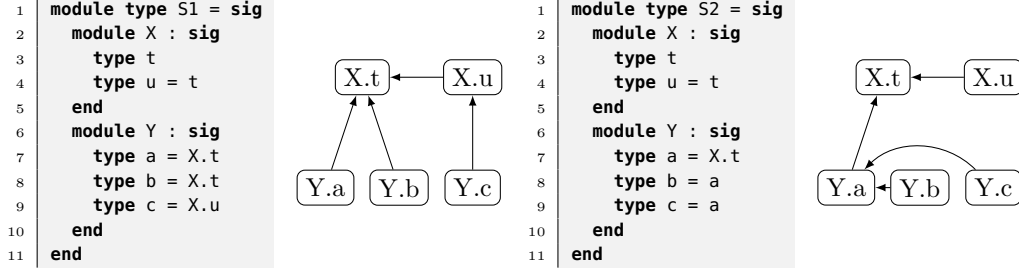 1 module type S1 = sig
2 module X : sig
3 type t
4 type u = t
5 end
6 module Y : sig
7 type a = X.t
8 type b = X.t
9 type c = X.u
10 end
11 end
X.t X.u
Y.a Y.b Y.c
1 module type S2 = sig
2 module X : sig
3 type t
4 type u = t
5 end
6 module Y : sig
7 type a = X.t
8 type b = a
9 type c = a
10 end
11 end
X.t X.u
Y.a Y.b Y.c